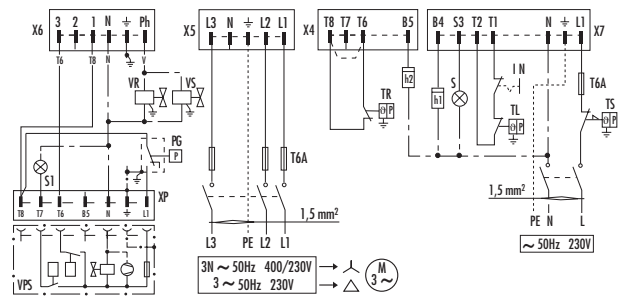 X6
3 2 1 N Ph
T6 T8 N V
VR VS
PG
P
S1
XP
T8 T7 T6 B5 N L1
VPS
X5
L3 N L2 L1
T6A
1,5 mm²
L3 PE L2 L1
3N ~ 50Hz 400/230V
3 ~ 50Hz 230V
M
3 ~
X4
T8 T7 T6 B5
h2
TR
P
B4 S3 T2 T1 N L1
X7
h1
S
I N
TL
P
T6A
TS
P
1,5 mm²
PE N L
~ 50Hz 230V